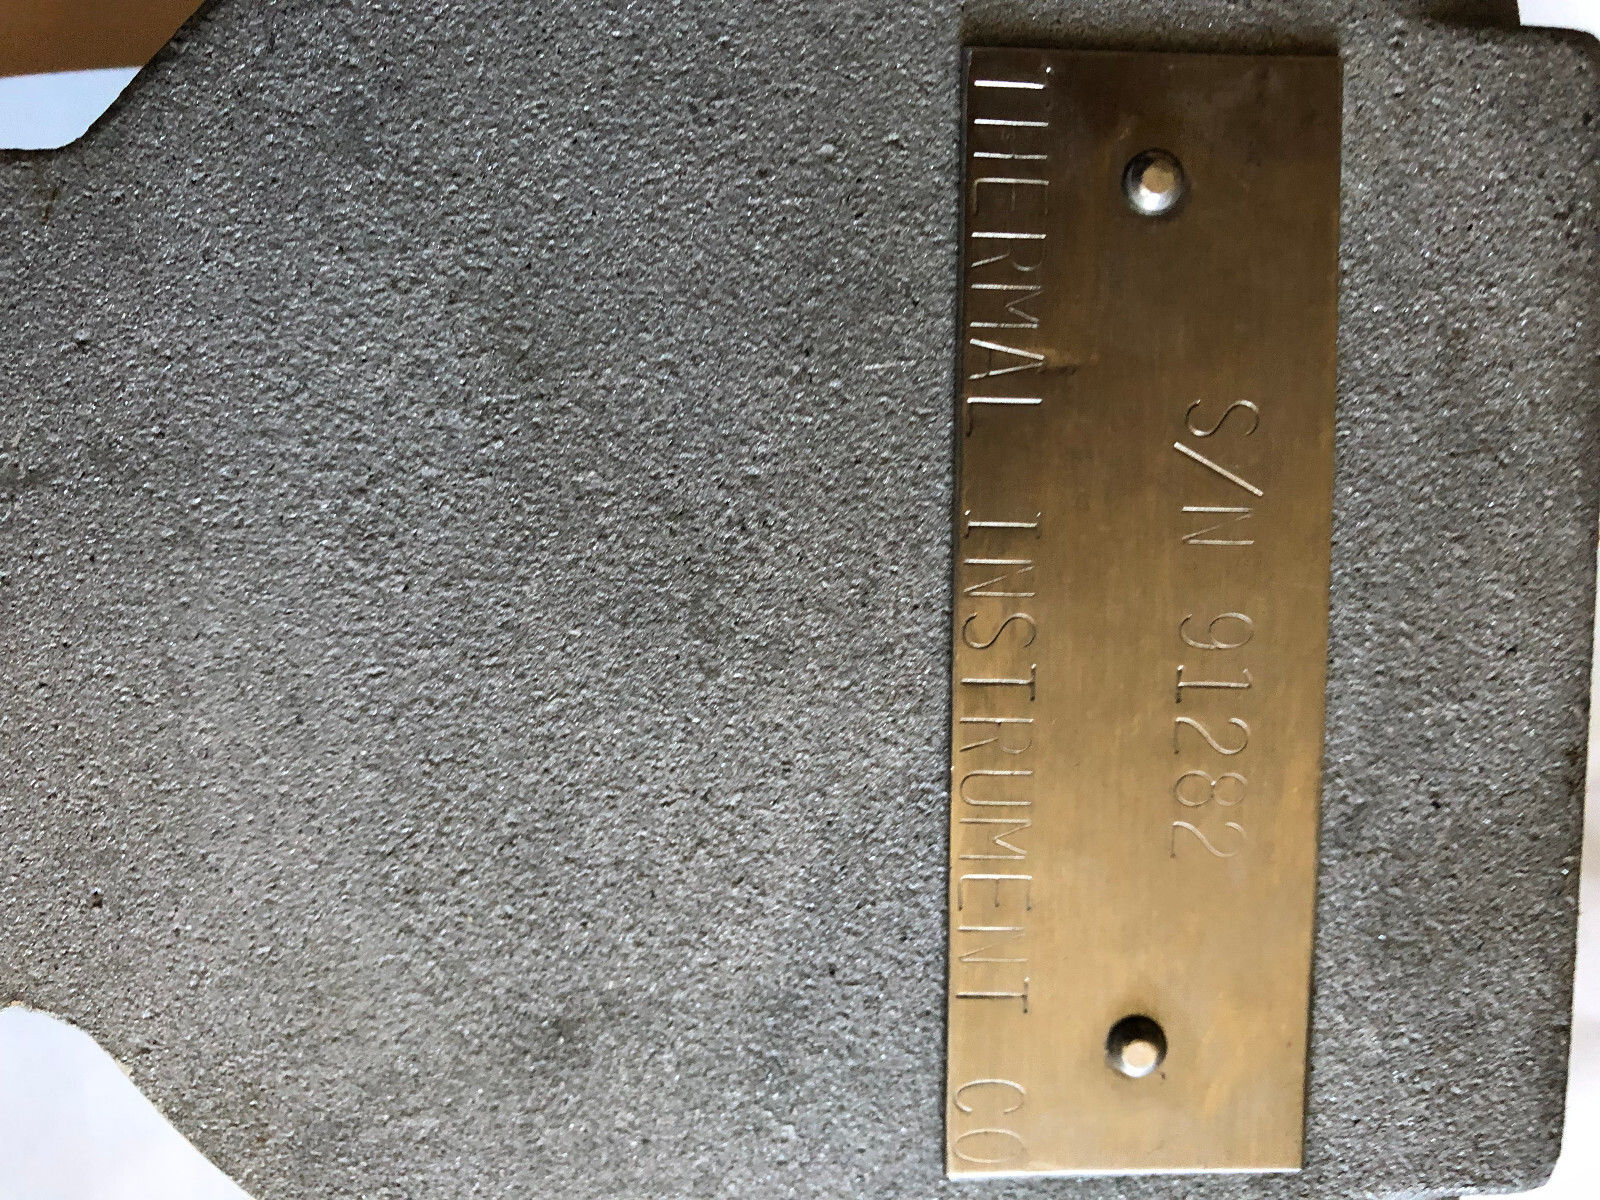 S/N 91282
THERMAL INSTRUMENT CO